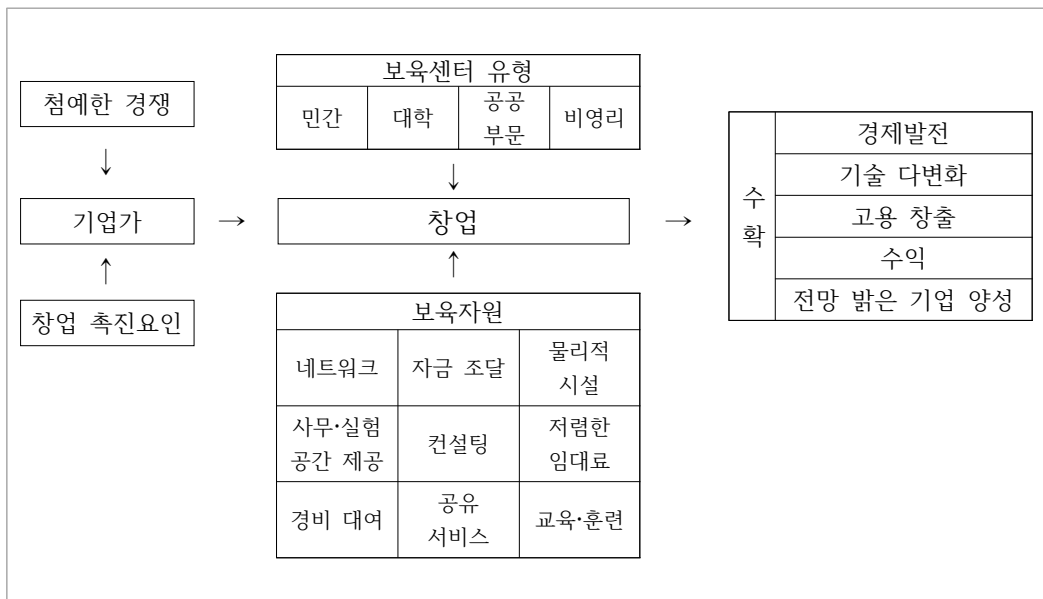 첨예한 경쟁
↓
기업가
↑
창업 촉진요인
→
보육센터 유형
민간
대학
공공
부문
비영리
↓
창업
↑
보육자원
네트워크
자금 조달
물리적
시설
사무·실험
공간 제공
컨설팅
저렴한
임대료
경비 대여
공유
서비스
교육·훈련
→
수
확
경제발전
기술 다변화
고용 창출
수익
전망 밝은 기업 양성